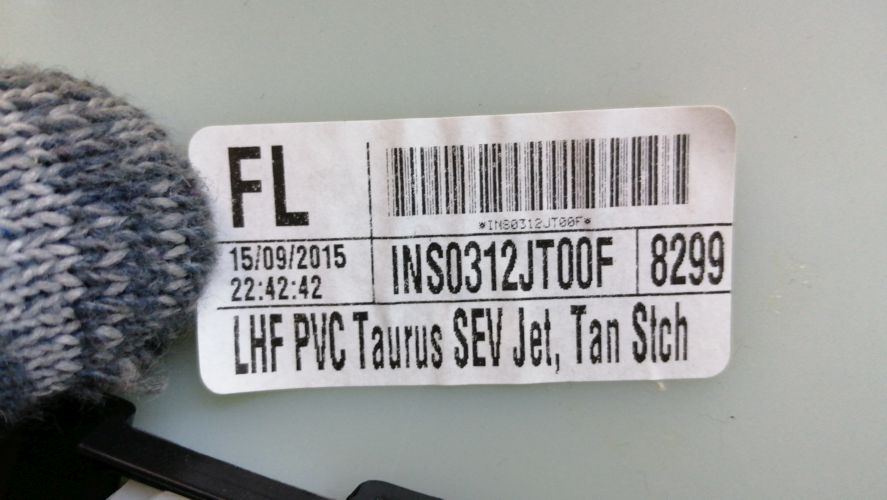 FL
*INS0312JT00F*
15/09/2015
22:42:42
INS0312JT00F
8299
LHF PVC Taurus SEV Jet, Tan Stch